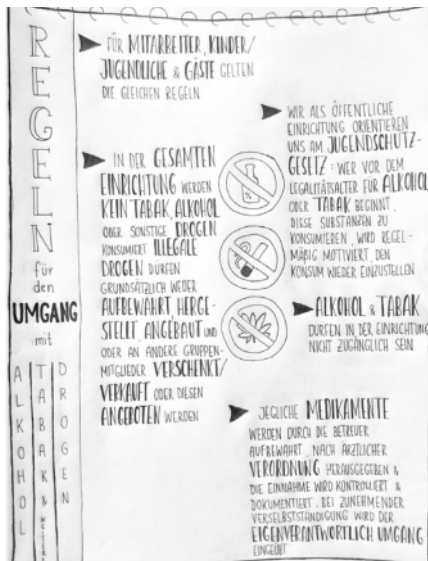 REGELN
für
den
UMGANG
mit
ALKOHOL
TABAK &
DROGEN
FÜR MITARBEITER, KINDER/
JUGENDLICHE & GÄSTE GELTEN
DIE GLEICHEN REGELN
IN DER GESAMTEN
EINRICHTUNG WERDEN
KEIN TABAK, ALKOHOL
ODER SONSTIGE DROGEN
KONSUMIERT ILLEGALE
DROGEN DÜRFEN
GRUNDSÄTZLICH WEDER
AUFBEWAHRT, HERGE-
STELLT, ANGEBAUT UND
ODER AN ANDERE GRUPPEN-
MITGLIEDER VERSCHENKT/
VERKAUFT ODER DIESEN
ANGEBOTEN WERDEN
WIR ALS ÖFFENTLICHE
EINRICHTUNG ORIENTIEREN
UNS AM JUGENDSCHUTZ-
GESETZ: WER VOR DEM
LEGALITÄTSALTER FÜR ALKOHOL
ODER TABAK BEGINNT,
DIESE SUBSTANZEN ZU
KONSUMIEREN, WIRD REGEL-
MÄßIG MOTIVIERT, DEN
KONSUM WIEDER EINZUSTELLEN
ALKOHOL & TABAK
DÜRFEN IN DER EINRICHTUNG
NICHT ZUGÄNGLICH SEIN
JEGLICHE MEDIKAMENTE
WERDEN DURCH DIE BETREUER
AUFBEWAHRT, NACH ÄRZTLICHER
VERORDNUNG HERAUSGEGEBEN &
DIE EINNAHME WIRD KONTROLLIERT &
DOKUMENTIERT. BEI ZUNEHMENDER
VERSELBSTSTÄNDIGUNG WIRD DER
EIGENVERANTWORTLICH UMGANG
EINGEÜBT